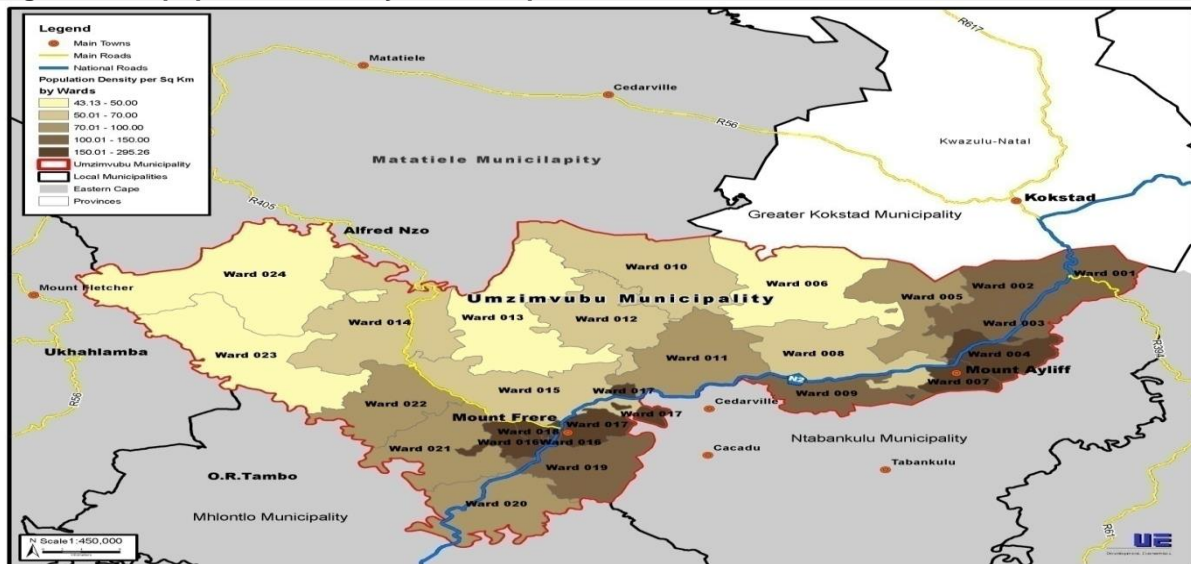 Legend
Main Towns
Main Roads
National Roads
Population Density per Sq Km
by Wards
43.13 - 50.00
50.01 - 70.00
70.01 - 100.00
100.01 - 150.00
150.01 - 295.26
Umzimvubu Municipality
Local Municipalities
Eastern Cape
Provinces
R617
Matatiele
Cedarville
R56
Kwazulu-Natal
Matatiele Municilapity
R405
Kokstad
Greater Kokstad Municipality
Alfred Nzo
Ward 024
Ward 010
Ward 001
Ward 006
Ward 002
Mount Fletcher
Ward 005
Umzimvubu Municipality
Ward 014
Ward 013
Ward 012
Ward 003
Ukhahlamba
Ward 023
Ward 011
Ward 008
Ward 004
R394
Mount Ayliff
N2
Ward 007
R56
Ward 015
Ward 017
Ward 009
Ward 022
Cedarville
Mount Frere
Ward 017
Ward 018
Ward 017
Ward 016
Ward 016
Ntabankulu Municipality
Ward 021
Cacadu
Ward 019
Tabankulu
O.R.Tambo
Ward 020
Mhlontlo Municipality
R61
N
Scale 1:450,000
UE